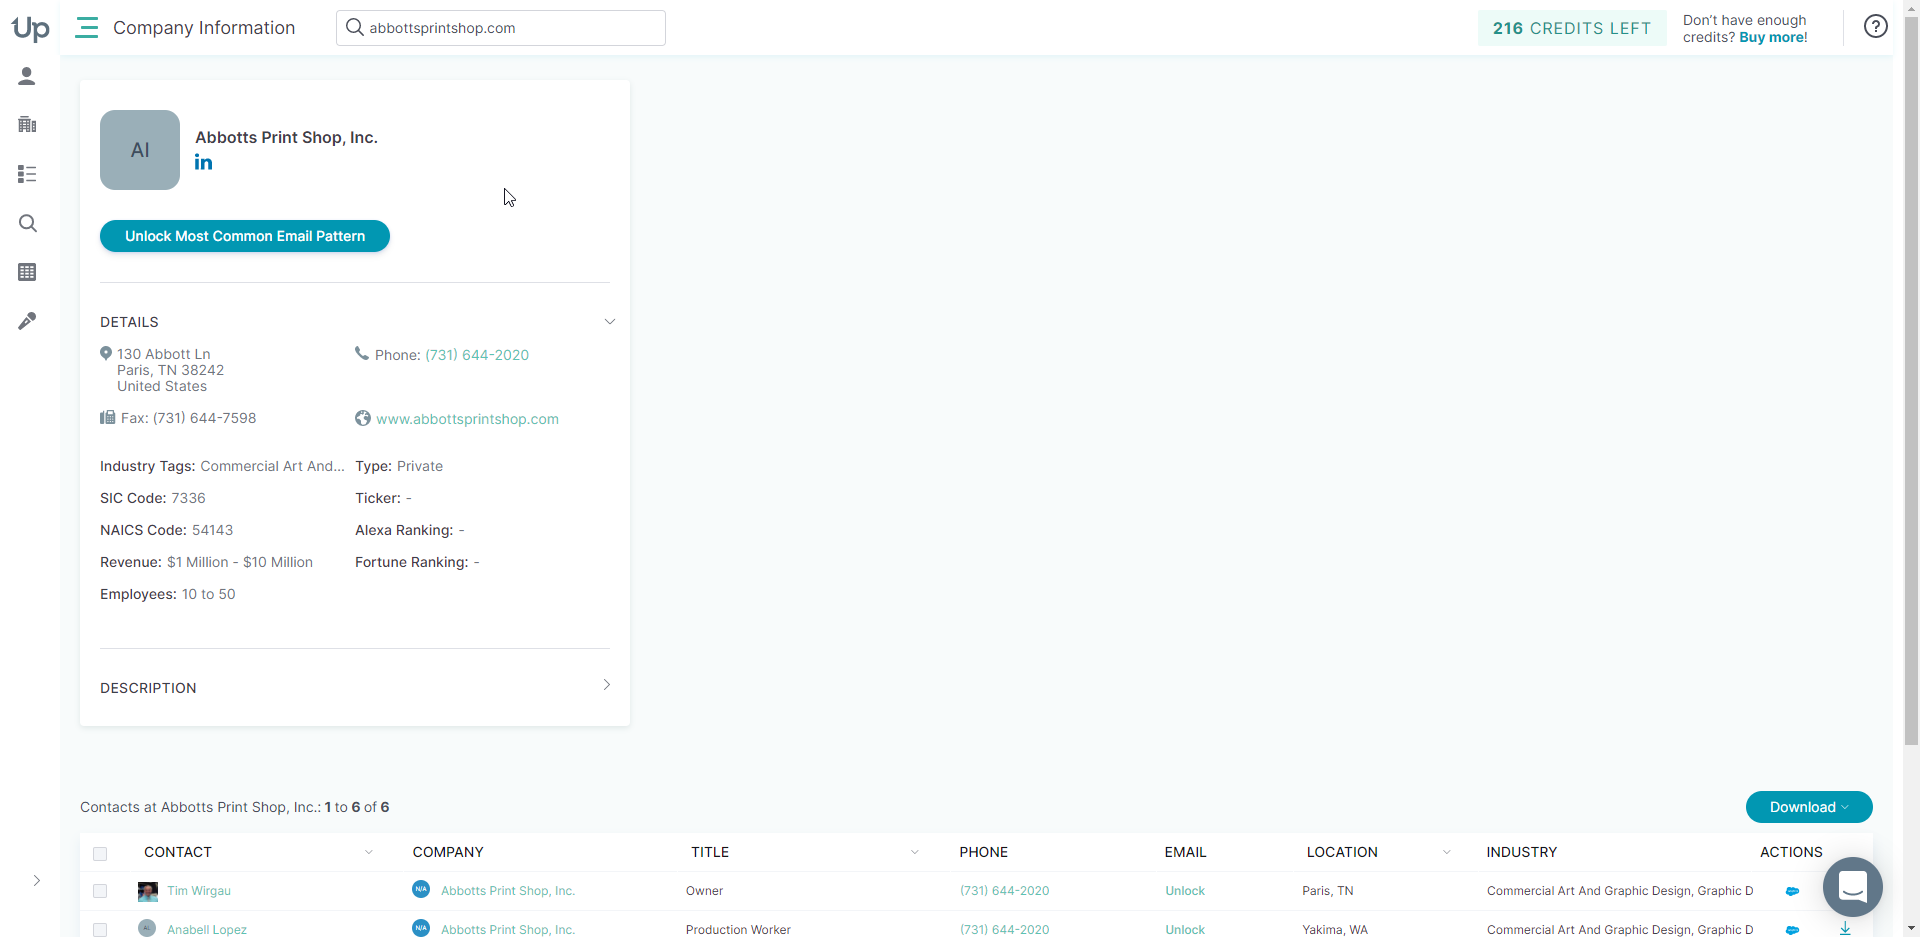 Up
Company Information
abbottsprintshop.com
216 CREDITS LEFT
Don't have enough
credits? Buy more!
AI
Abbotts Print Shop, Inc.
in
Unlock Most Common Email Pattern
DETAILS
130 Abbott Ln
Paris, TN 38242
United States
Phone: (731) 644-2020
Fax: (731) 644-7598
www.abbottsprintshop.com
Industry Tags: Commercial Art And...
Type: Private
SIC Code: 7336
Ticker: -
NAICS Code: 54143
Alexa Ranking: -
Revenue: $1 Million - $10 Million
Fortune Ranking: -
Employees: 10 to 50
DESCRIPTION
Contacts at Abbotts Print Shop, Inc.: 1 to 6 of 6
Download
CONTACT COMPANY TITLE PHONE EMAIL LOCATION INDUSTRY ACTIONS
Tim Wirgau N/A Abbotts Print Shop, Inc. Owner (731) 644-2020 Unlock Paris, TN Commercial Art And Graphic Design, Graphic D
AL Anabell Lopez N/A Abbotts Print Shop, Inc. Production Worker (731) 644-2020 Unlock Yakima, WA Commercial Art And Graphic Design, Graphic D